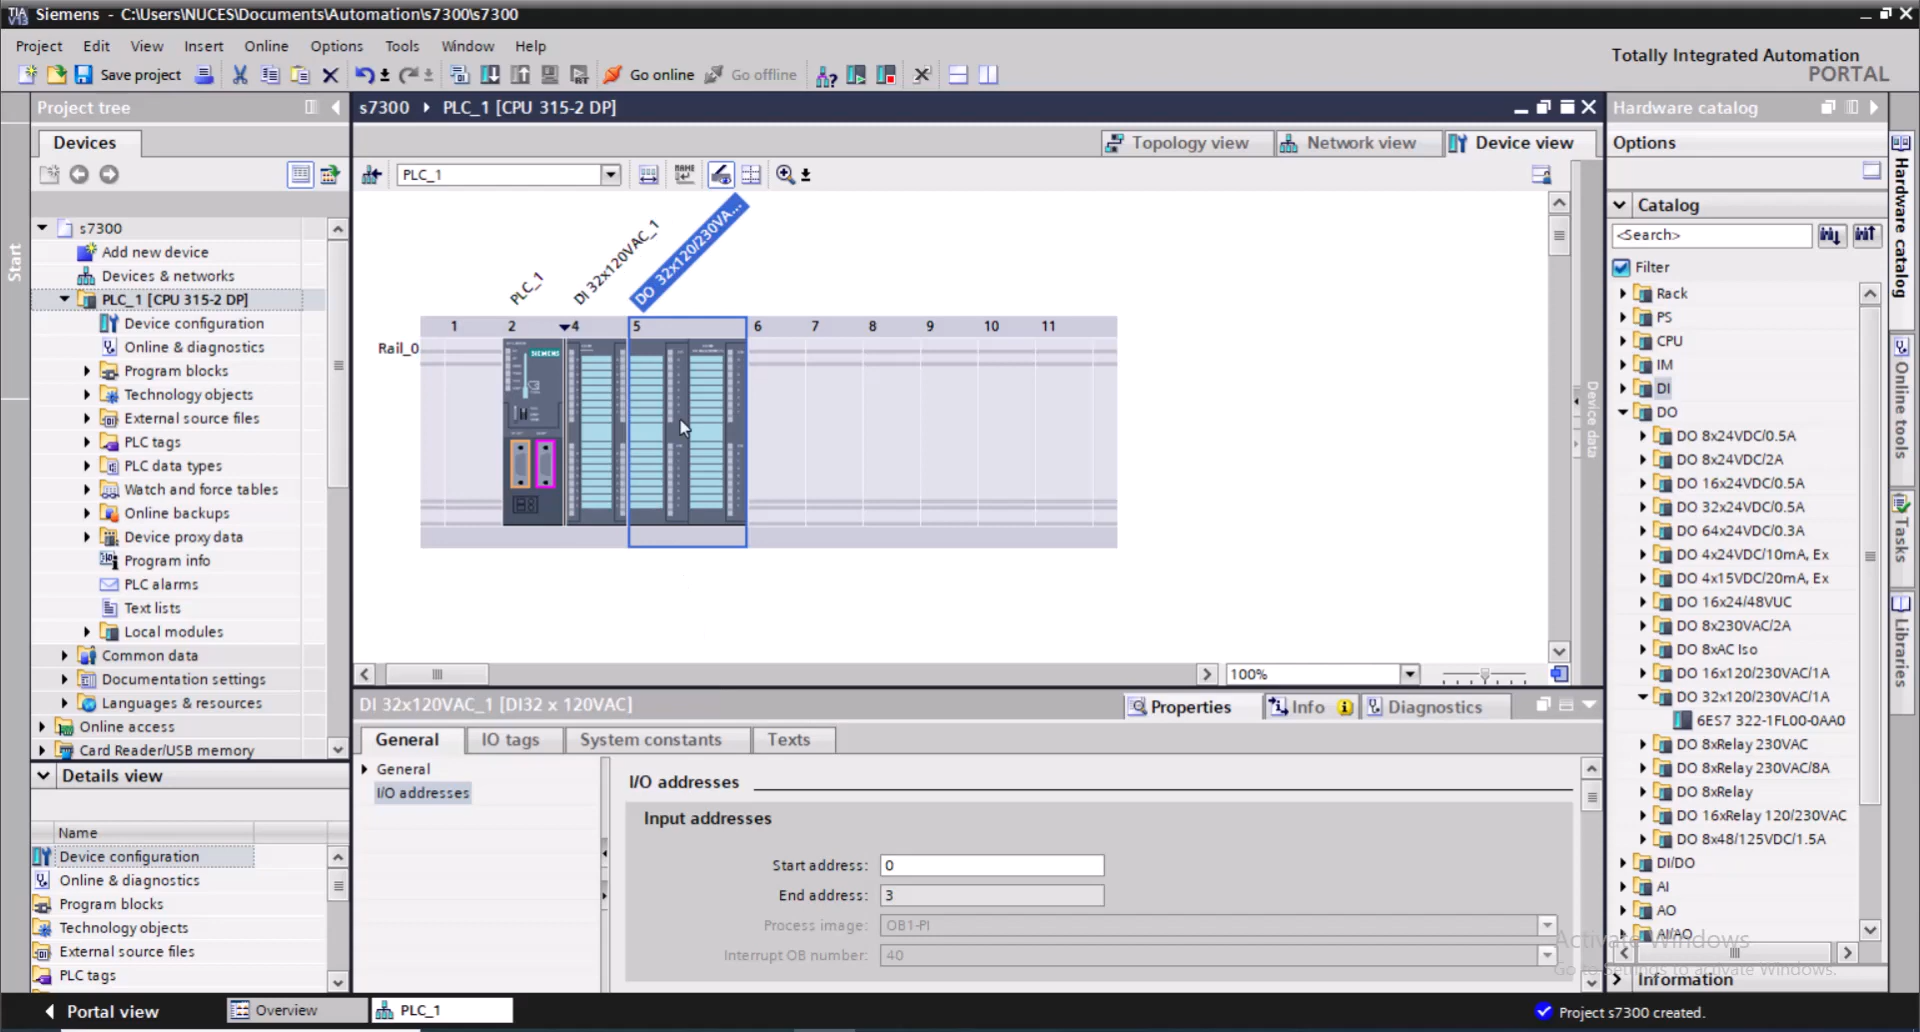 Siemens - C:\Users\NUCES\Documents\Automation\s7300\s7300
Project Edit View Insert Online Options Tools Window Help
Save project Go online Go offline
Totally Integrated Automation
PORTAL
Start
Project tree
Devices
s7300
Add new device
Devices & networks
PLC_1 [CPU 315-2 DP]
Device configuration
Online & diagnostics
Program blocks
Technology objects
External source files
PLC tags
PLC data types
Watch and force tables
Online backups
Device proxy data
Program info
PLC alarms
Text lists
Local modules
Common data
Documentation settings
Languages & resources
Online access
Card Reader/USB memory
Details view
Name
Device configuration
Online & diagnostics
Program blocks
Technology objects
External source files
PLC tags
s7300 PLC_1 [CPU 315-2 DP]
Topology view Network view Device view
PLC_1
PLC_1
DI 32x120VAC_1
DO 32x120/230VA...
1 2 4 5 6 7 8 9 10 11
Rail_0
SIEMENS
Device data
100%
DI 32x120VAC_1 [DI32 x 120VAC]
Properties Info Diagnostics
General IO tags System constants Texts
General
I/O addresses
I/O addresses
Input addresses
Start address: 0
End address: 3
Process image: OB1-PI
Interrupt OB number: 40
Hardware catalog
Options
Catalog
<Search>
Filter
Rack
PS
CPU
IM
DI
DO
DO 8x24VDC/0.5A
DO 8x24VDC/2A
DO 16x24VDC/0.5A
DO 32x24VDC/0.5A
DO 64x24VDC/0.3A
DO 4x24VDC/10mA, Ex
DO 4x15VDC/20mA, Ex
DO 16x24/48VUC
DO 8x230VAC/2A
DO 8xAC Iso
DO 16x120/230VAC/1A
DO 32x120/230VAC/1A
6ES7 322-1FL00-0AA0
DO 8xRelay 230VAC
DO 8xRelay 230VAC/8A
DO 8xRelay
DO 16xRelay 120/230VAC
DO 8x48/125VDC/1.5A
DI/DO
AI
AO
AI/AO
Information
Activate Windows
Go to Settings to activate Windows.
Hardware catalog
Online tools
Tasks
Libraries
Portal view Overview PLC_1
Project s7300 created.